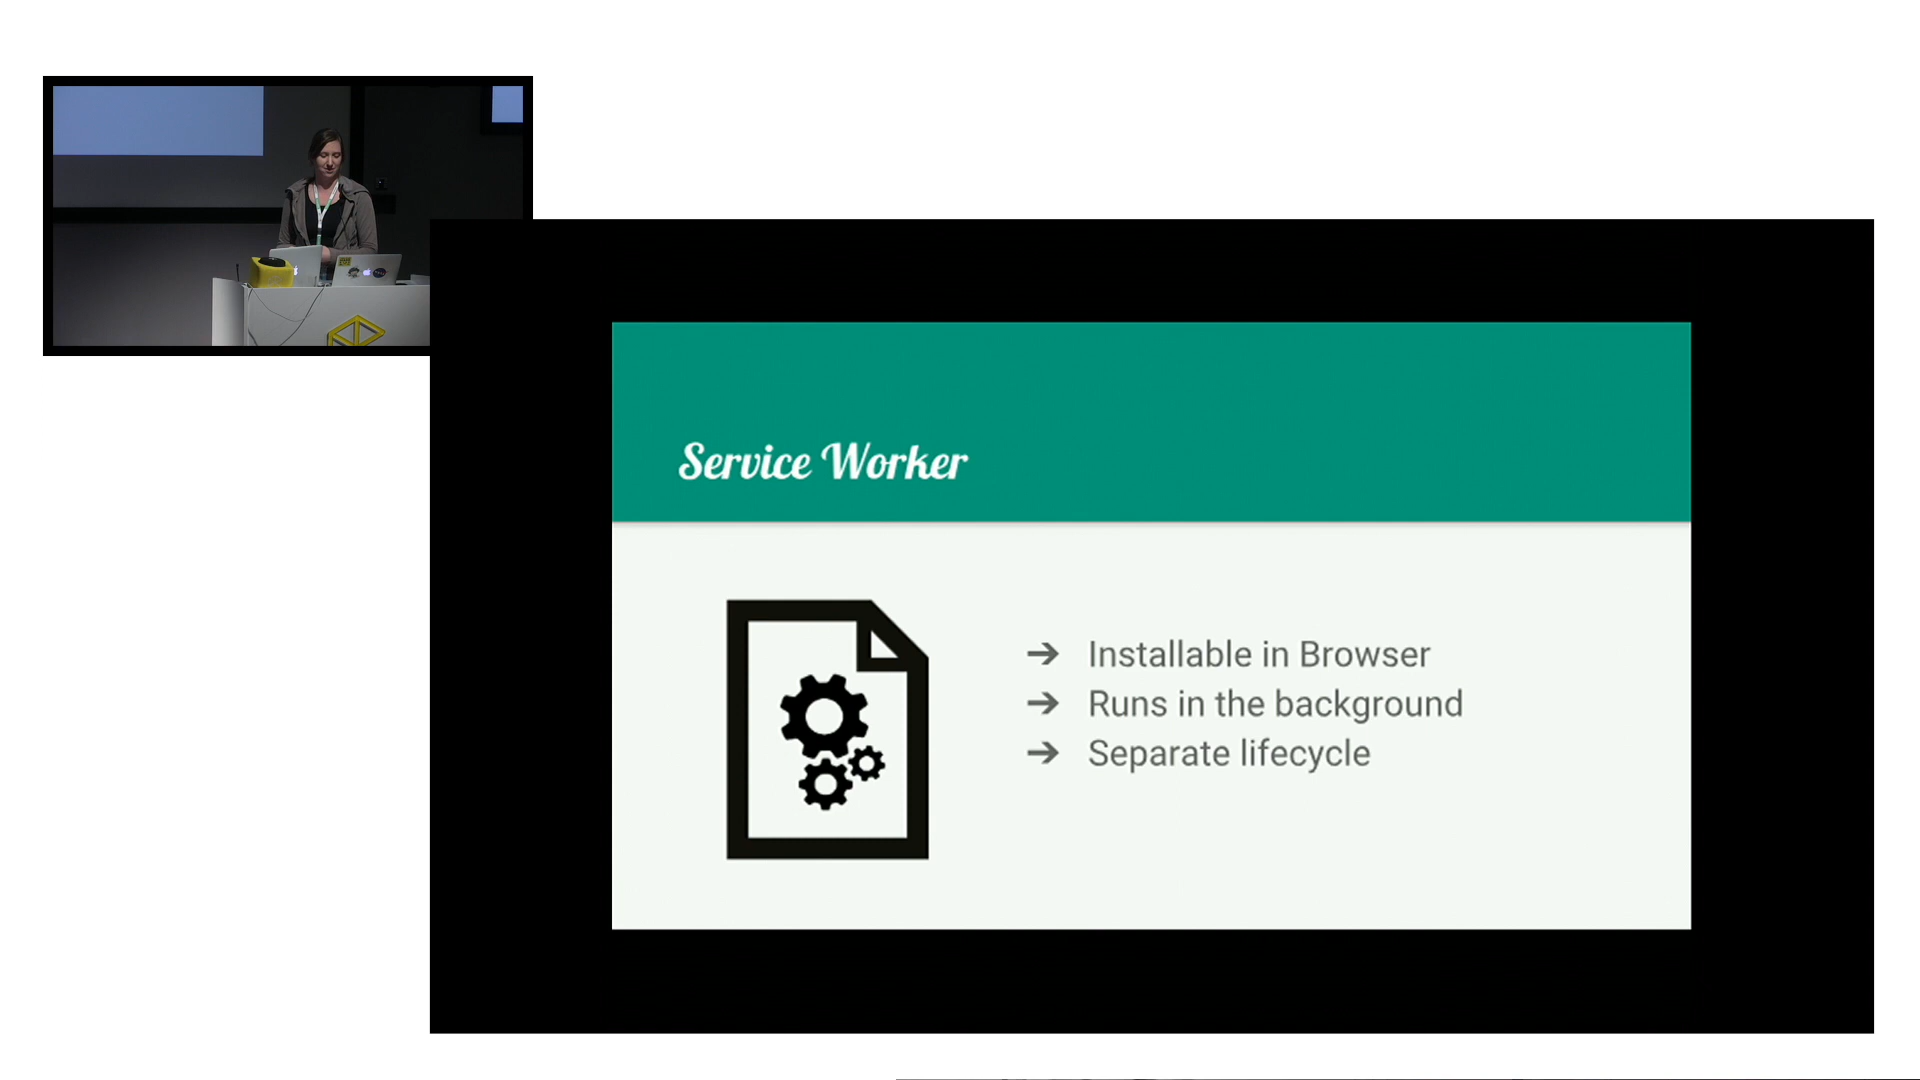 Service Worker
➔ Installable in Browser
➔ Runs in the background
➔ Separate lifecycle